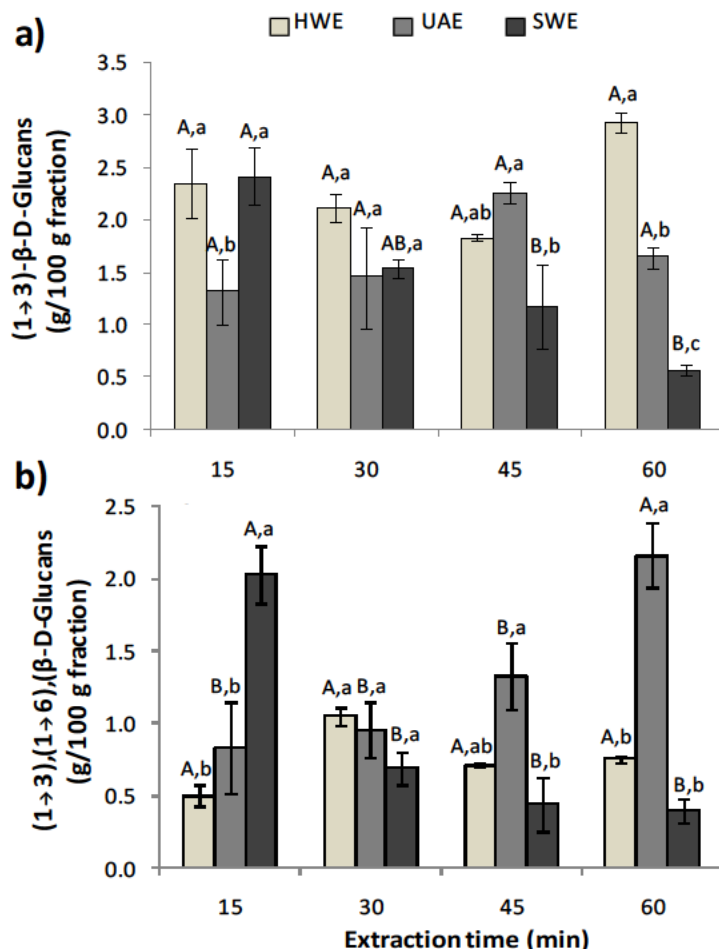 HWE UAE SWE
a)
(1→3)-β-D-Glucans
(g/100 g fraction)
3.5
3.0
2.5
2.0
1.5
1.0
0.5
0.0
A,a
A,b
A,a
A,a
A,a
AB,a
A,ab
A,a
B,b
A,a
A,b
B,c
15 30 45 60
b)
(1→3),(1→6),(β-D-Glucans
(g/100 g fraction)
2.5
2.0
1.5
1.0
0.5
0.0
A,b
B,b
A,a
A,a
B,a
B,a
A,ab
B,a
B,b
A,b
A,a
B,b
15 30 45 60
Extraction time (min)